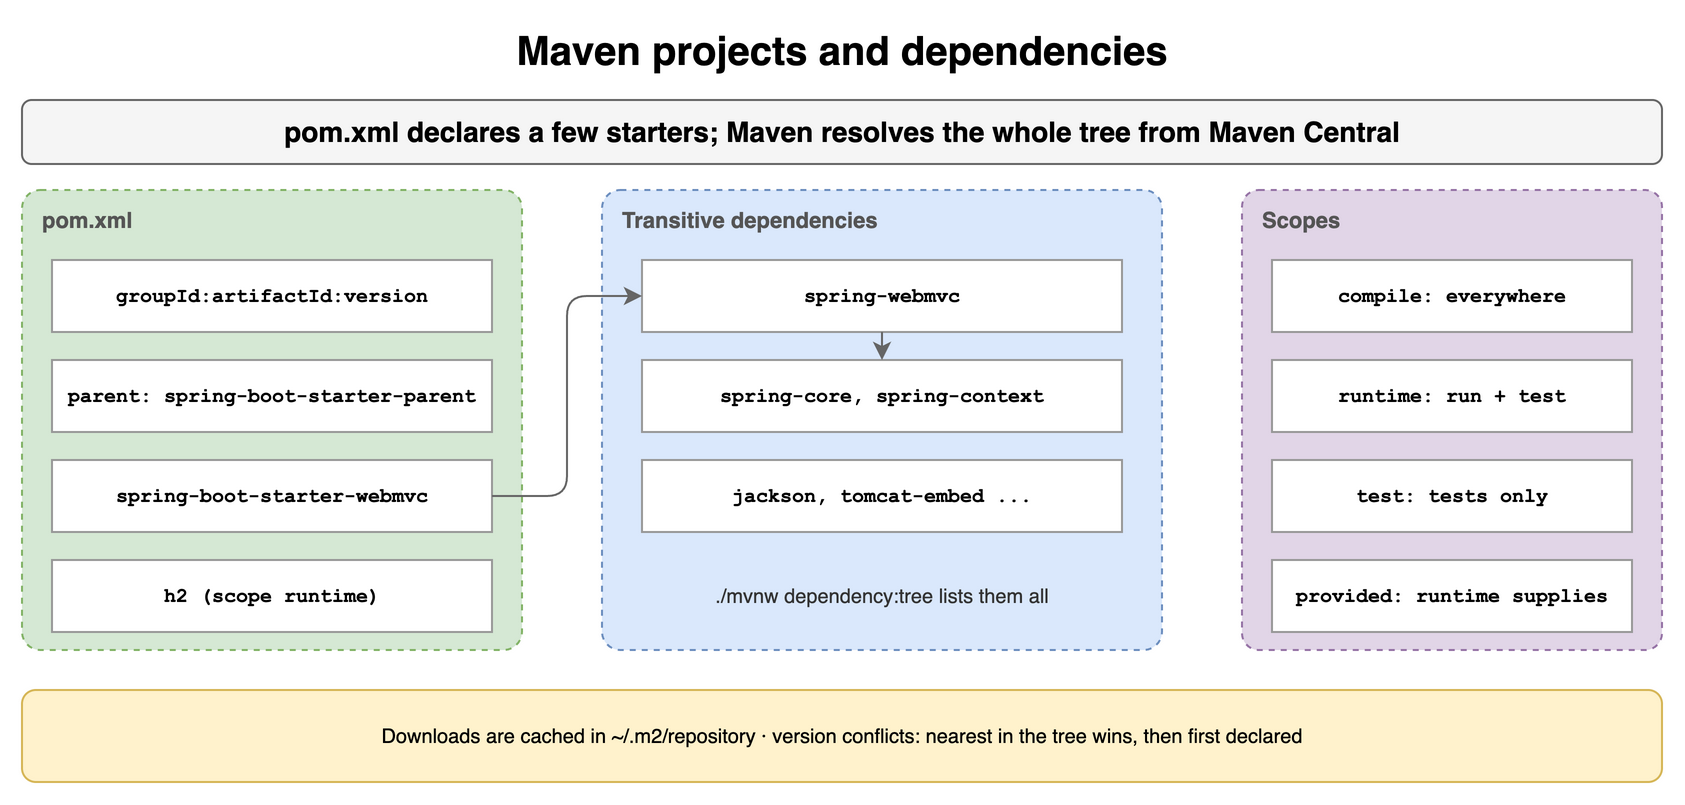 Maven projects and dependencies
pom.xml declares a few starters; Maven resolves the whole tree from Maven Central
pom.xml
groupId:artifactId:version
parent: spring-boot-starter-parent
spring-boot-starter-webmvc
h2 (scope runtime)
Transitive dependencies
spring-webmvc
spring-core, spring-context
jackson, tomcat-embed ...
./mvnw dependency:tree lists them all
Scopes
compile: everywhere
runtime: run + test
test: tests only
provided: runtime supplies
Downloads are cached in ~/.m2/repository · version conflicts: nearest in the tree wins, then first declared